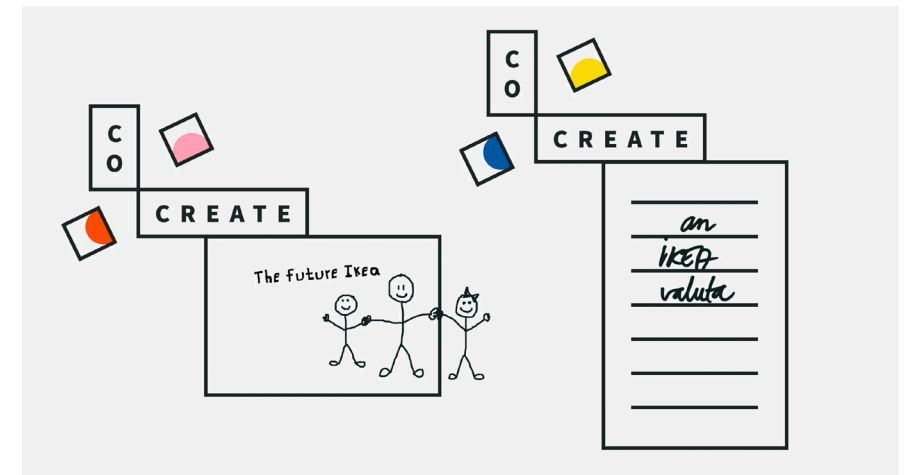 CO
CREATE
The future Ikea
CO
CREATE
an
IKEA
valuta